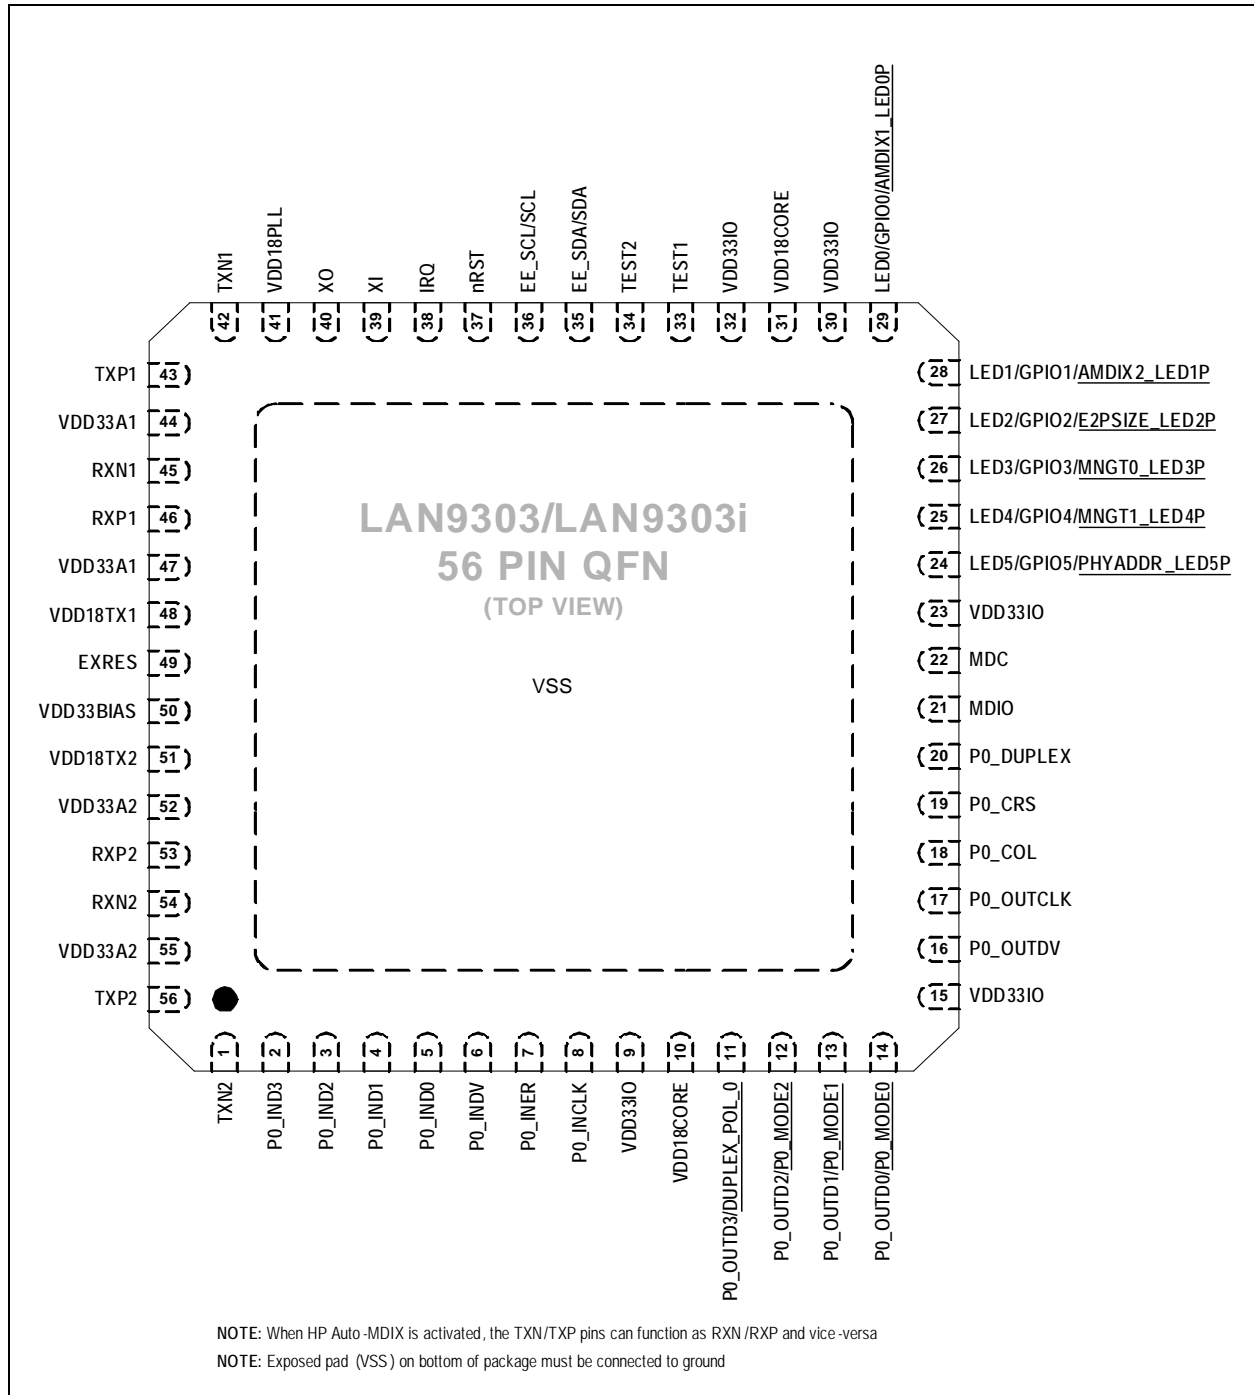 LED0/GPIO0/AMDIX1_LED0P
TXN1
VDD18PLL
XO
XI
IRQ
nRST
EE_SCL/SCL
EE_SDA/SDA
TEST2
TEST1
VDD33IO
VDD18CORE
VDD33IO
42
41
40
39
38
37
36
35
34
33
32
31
30
29
TXP1 43
VDD33A1 44
RXN1 45
RXP1 46
VDD33A1 47
VDD18TX1 48
EXRES 49
VDD33BIAS 50
VDD18TX2 51
VDD33A2 52
RXP2 53
RXN2 54
VDD33A2 55
TXP2 56
LAN9303/LAN9303i
56 PIN QFN
(TOP VIEW)
VSS
28 LED1/GPIO1/AMDIX2_LED1P
27 LED2/GPIO2/E2PSIZE_LED2P
26 LED3/GPIO3/MNGT0_LED3P
25 LED4/GPIO4/MNGT1_LED4P
24 LED5/GPIO5/PHYADDR_LED5P
23 VDD33IO
22 MDC
21 MDIO
20 P0_DUPLEX
19 P0_CRS
18 P0_COL
17 P0_OUTCLK
16 P0_OUTDV
15 VDD33IO
1
2
3
4
5
6
7
8
9
10
11
12
13
14
TXN2
P0_IND3
P0_IND2
P0_IND1
P0_IND0
P0_INDV
P0_INER
P0_INCLK
VDD33IO
VDD18CORE
P0_OUTD3/DUPLEX_POL_0
P0_OUTD2/P0_MODE2
P0_OUTD1/P0_MODE1
P0_OUTD0/P0_MODE0
NOTE: When HP Auto-MDIX is activated, the TXN/TXP pins can function as RXN/RXP and vice-versa
NOTE: Exposed pad (VSS) on bottom of package must be connected to ground